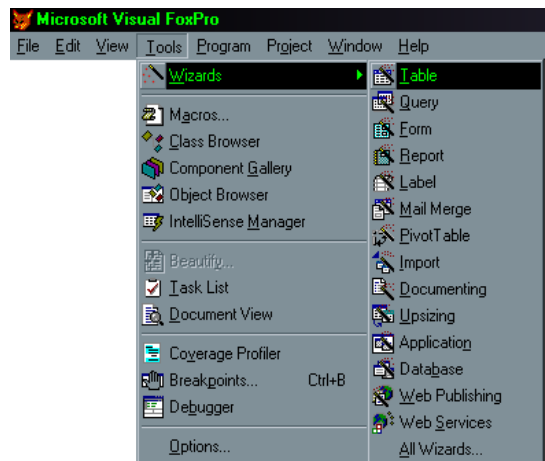 Microsoft Visual FoxPro
File Edit View Tools Program Project Window Help
Wizards
Macros...
Class Browser
Component Gallery
Object Browser
IntelliSense Manager
Beautify...
Task List
Document View
Coverage Profiler
Breakpoints... Ctrl+B
Debugger
Options...
Table
Query
Form
Report
Label
Mail Merge
PivotTable
Import
Documenting
Upsizing
Application
Database
Web Publishing
Web Services
All Wizards...